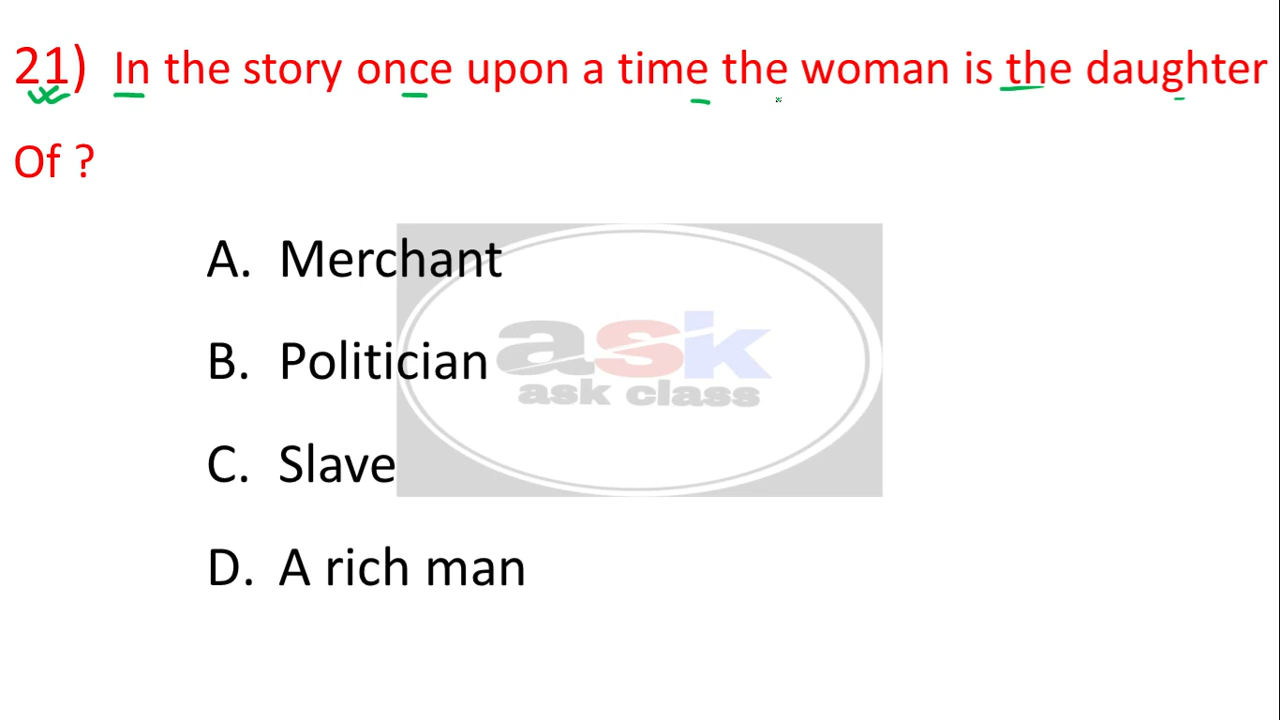 21) In the story once upon a time the woman is the daughter
Of ?
A. Merchant
B. Politician
C. Slave
D. A rich man
ask
ask class